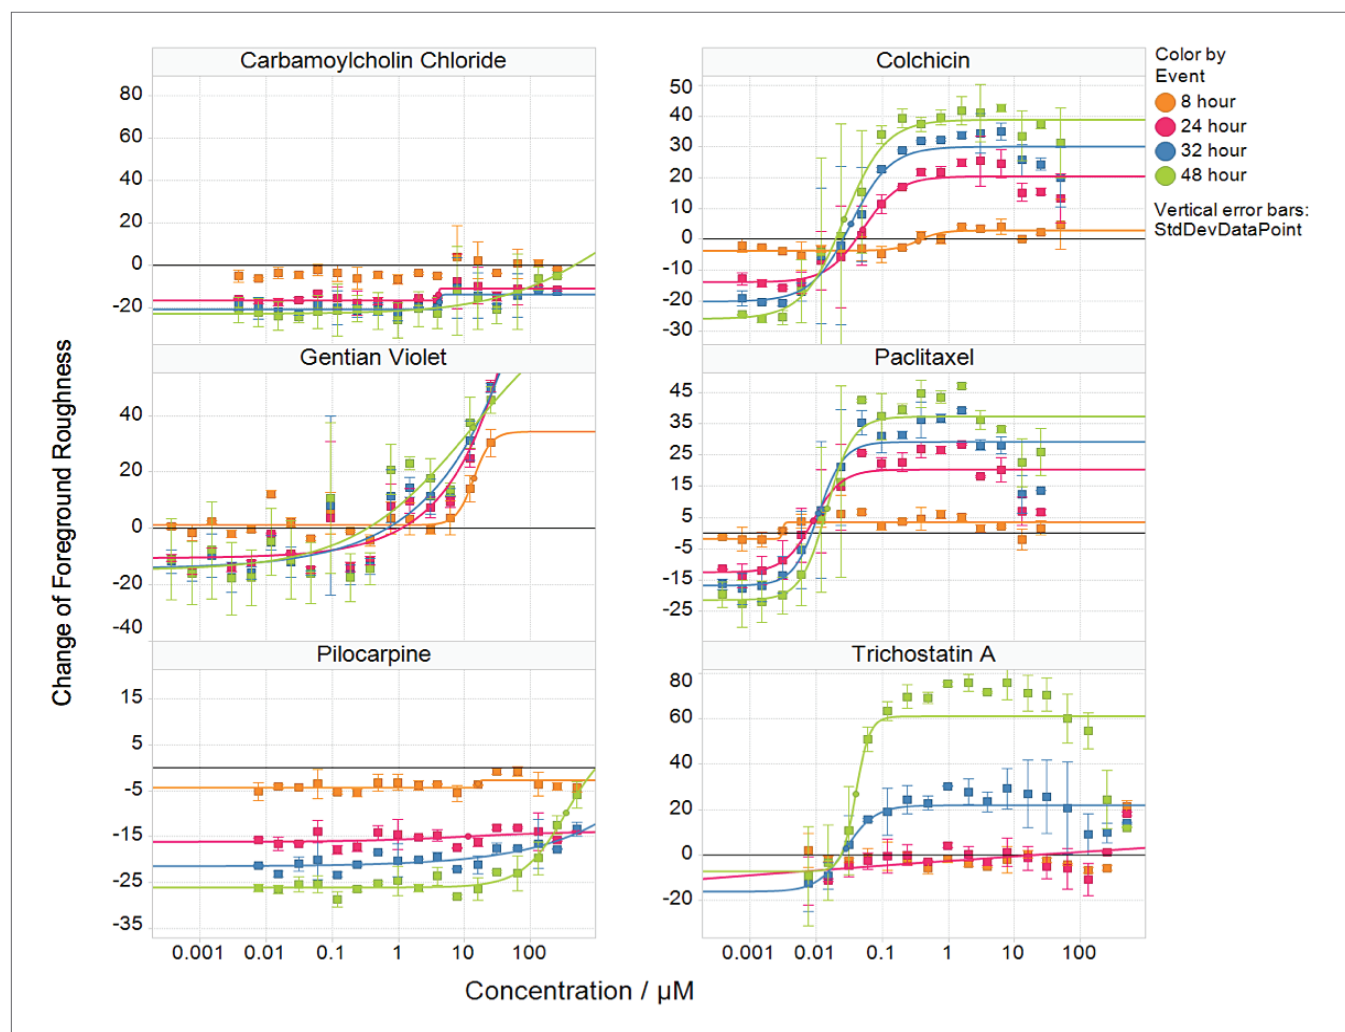 Carbamoylcholin Chloride
80
60
40
20
0
-20
Colchicin
50
40
30
20
10
0
-10
-20
-30
Color by
Event
8 hour
24 hour
32 hour
48 hour
Vertical error bars:
StdDevDataPoint
Change of Foreground Roughness
Gentian Violet
40
20
0
-20
-40
Paclitaxel
45
35
25
15
5
-5
-15
-25
Pilocarpine
15
5
-5
-15
-25
-35
0.001 0.01 0.1 1 10 100
Trichostatin A
80
60
40
20
0
-20
0.001 0.01 0.1 1 10 100
Concentration / µM